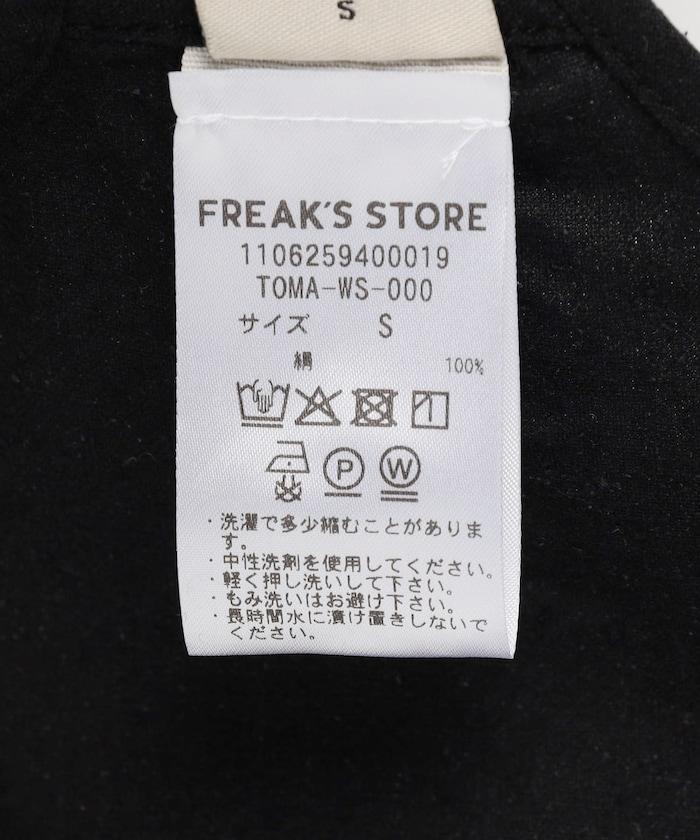 S
FREAK'S STORE
1106259400019
TOMA-WS-000
サイズ S
絹 100%
P W
・洗濯で多少縮むことがありま
す。
・中性洗剤を使用してください。
・軽く押し洗いして下さい。
・もみ洗いはお避け下さい。
・長時間水に漬け置きしないで
ください。